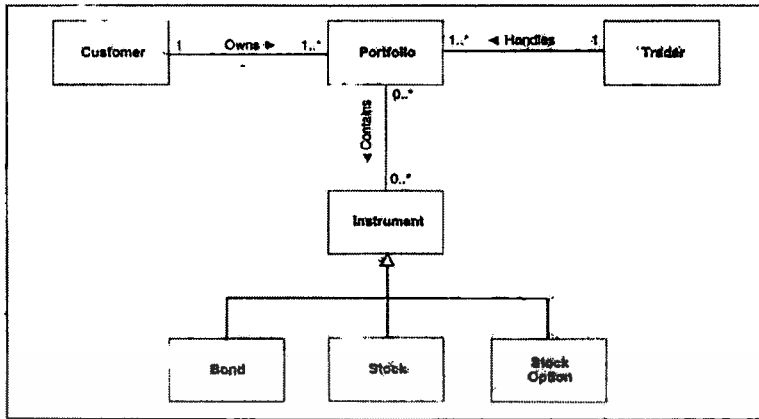 Customer
1
Owns ►
1..*
Portfolio
1..*
◄ Handles
1
Trader
0..*
◄ Contains
0..*
Instrument
Bond
Stock
Stock
Option